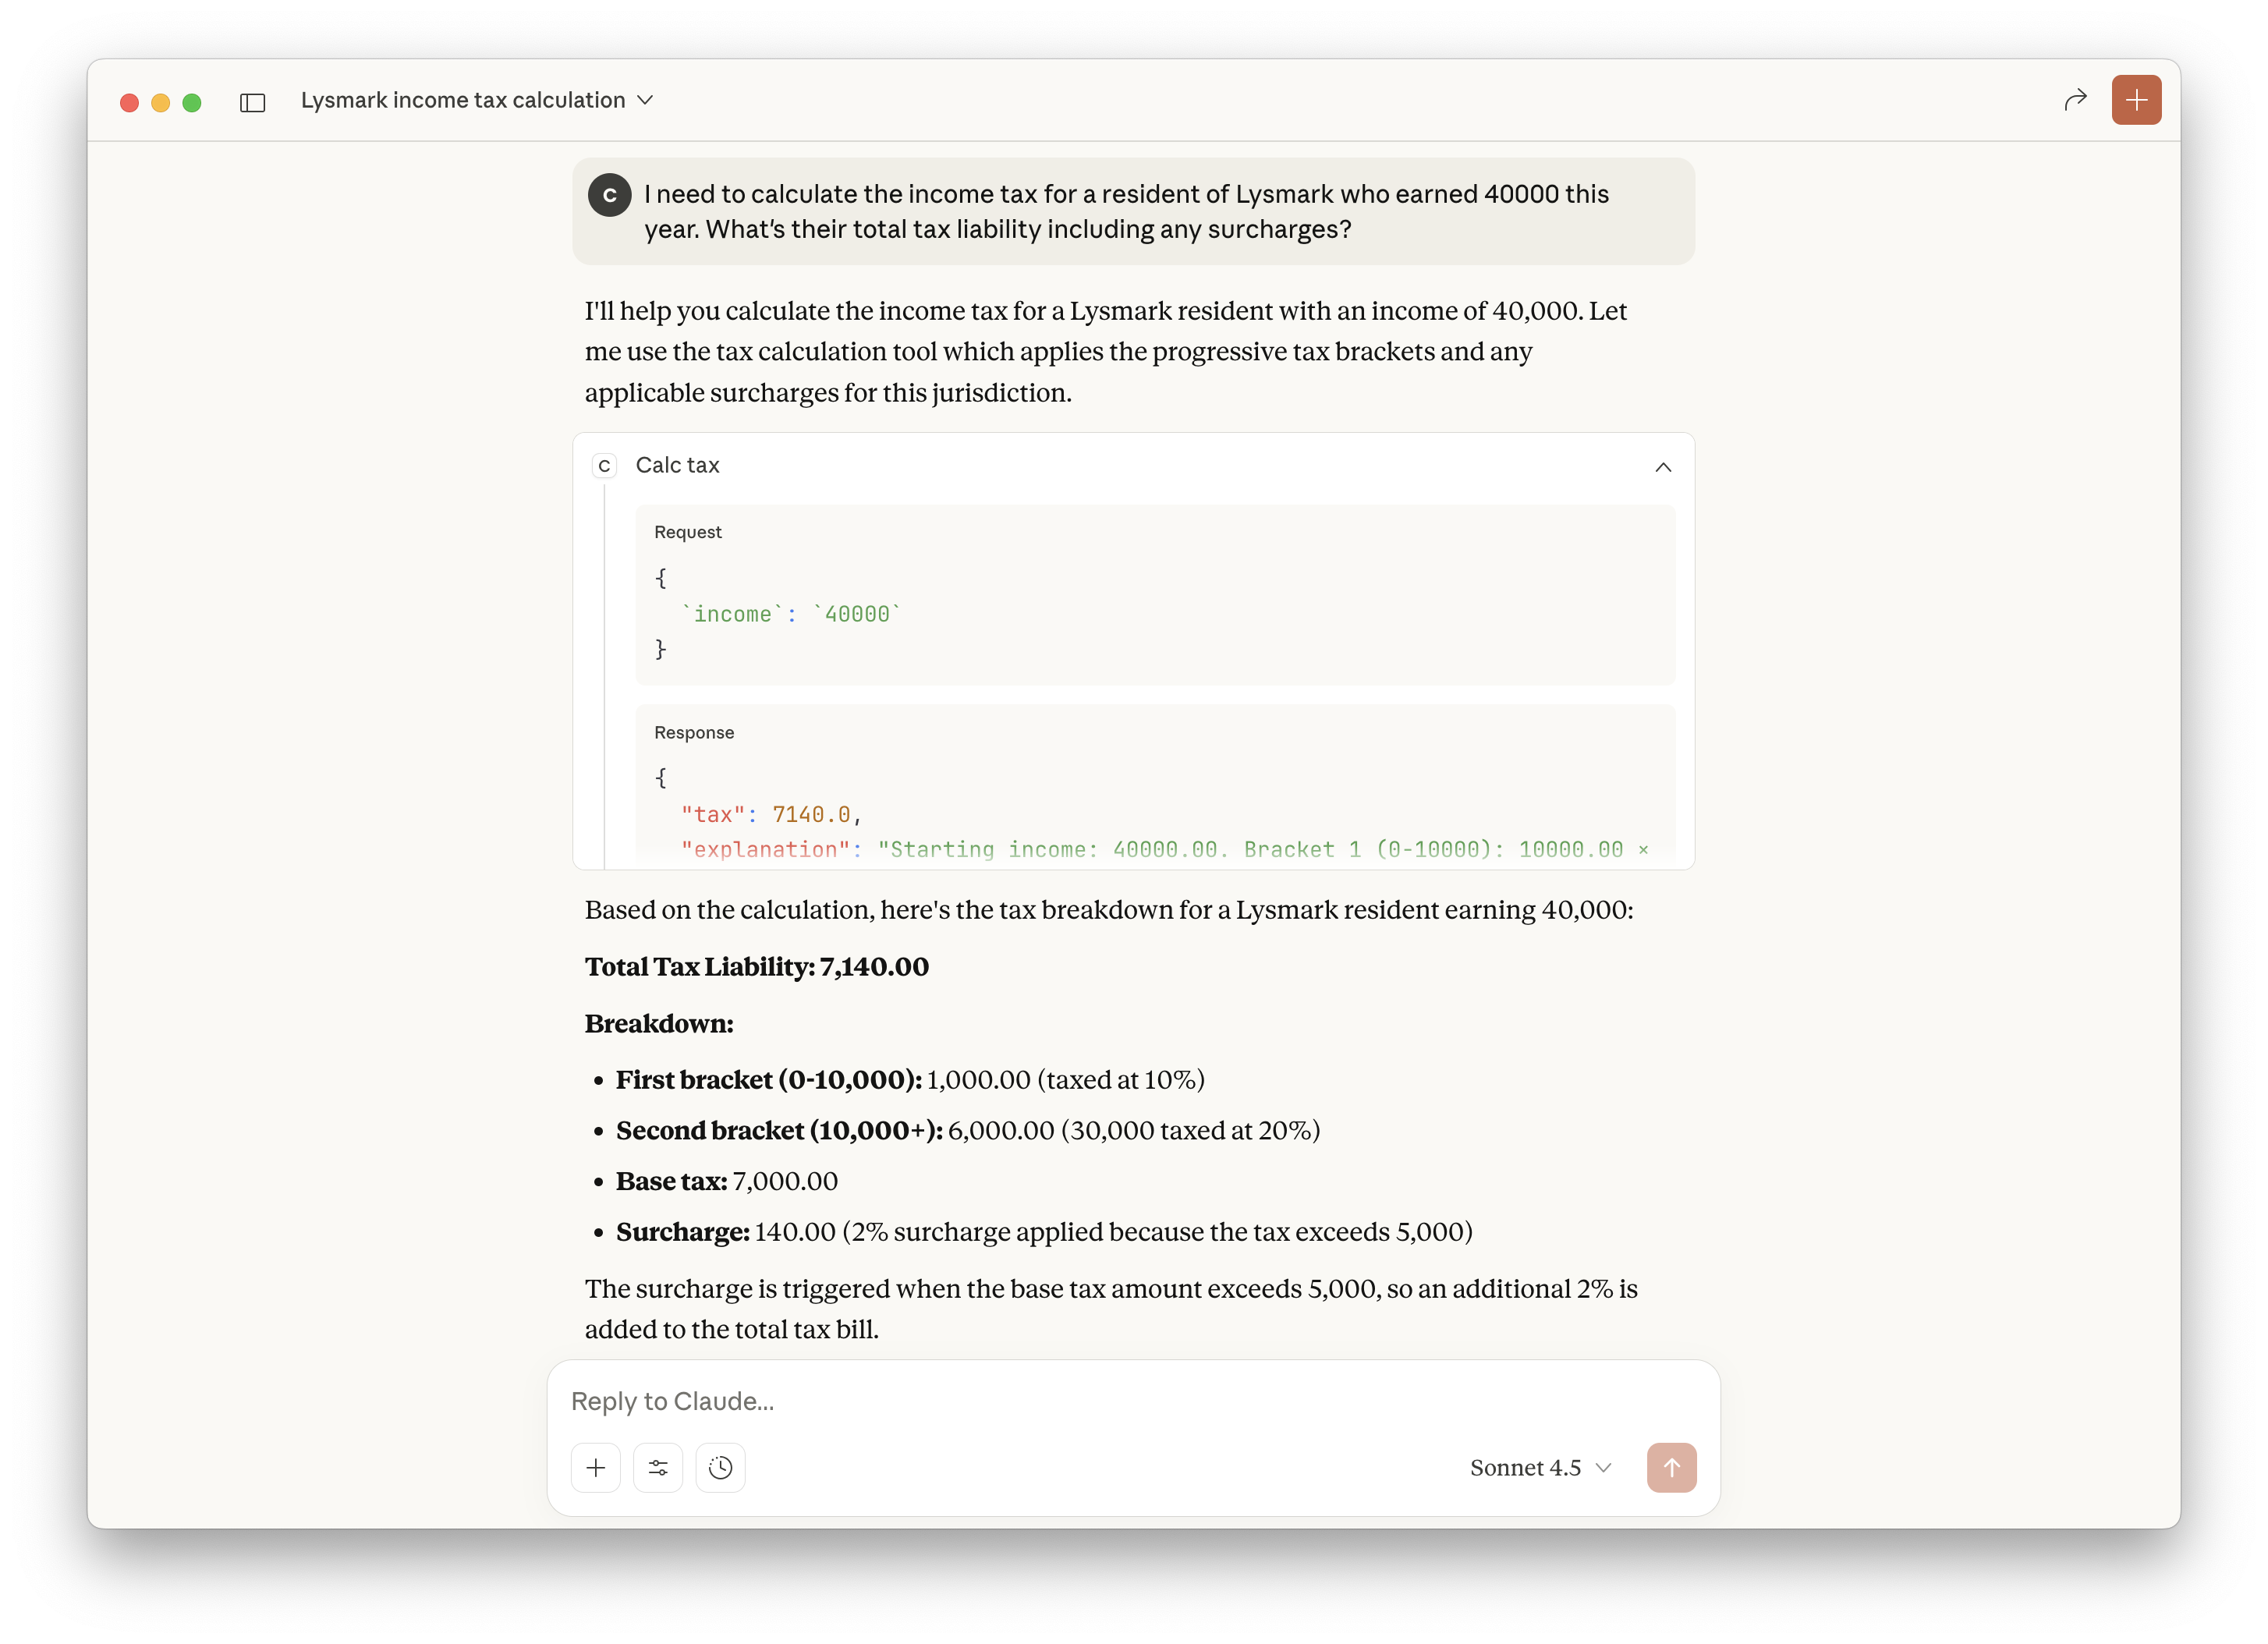 Lysmark income tax calculation
C
I need to calculate the income tax for a resident of Lysmark who earned 40000 this
year. What's their total tax liability including any surcharges?
I'll help you calculate the income tax for a Lysmark resident with an income of 40,000. Let
me use the tax calculation tool which applies the progressive tax brackets and any
applicable surcharges for this jurisdiction.
C Calc tax
Request
{
`income`: `40000`
}
Response
{
"tax": 7140.0,
"explanation": "Starting income: 40000.00. Bracket 1 (0-10000): 10000.00 ×
Based on the calculation, here's the tax breakdown for a Lysmark resident earning 40,000:
Total Tax Liability: 7,140.00
Breakdown:
• First bracket (0-10,000): 1,000.00 (taxed at 10%)
• Second bracket (10,000+): 6,000.00 (30,000 taxed at 20%)
• Base tax: 7,000.00
• Surcharge: 140.00 (2% surcharge applied because the tax exceeds 5,000)
The surcharge is triggered when the base tax amount exceeds 5,000, so an additional 2% is
added to the total tax bill.
Reply to Claude...
Sonnet 4.5